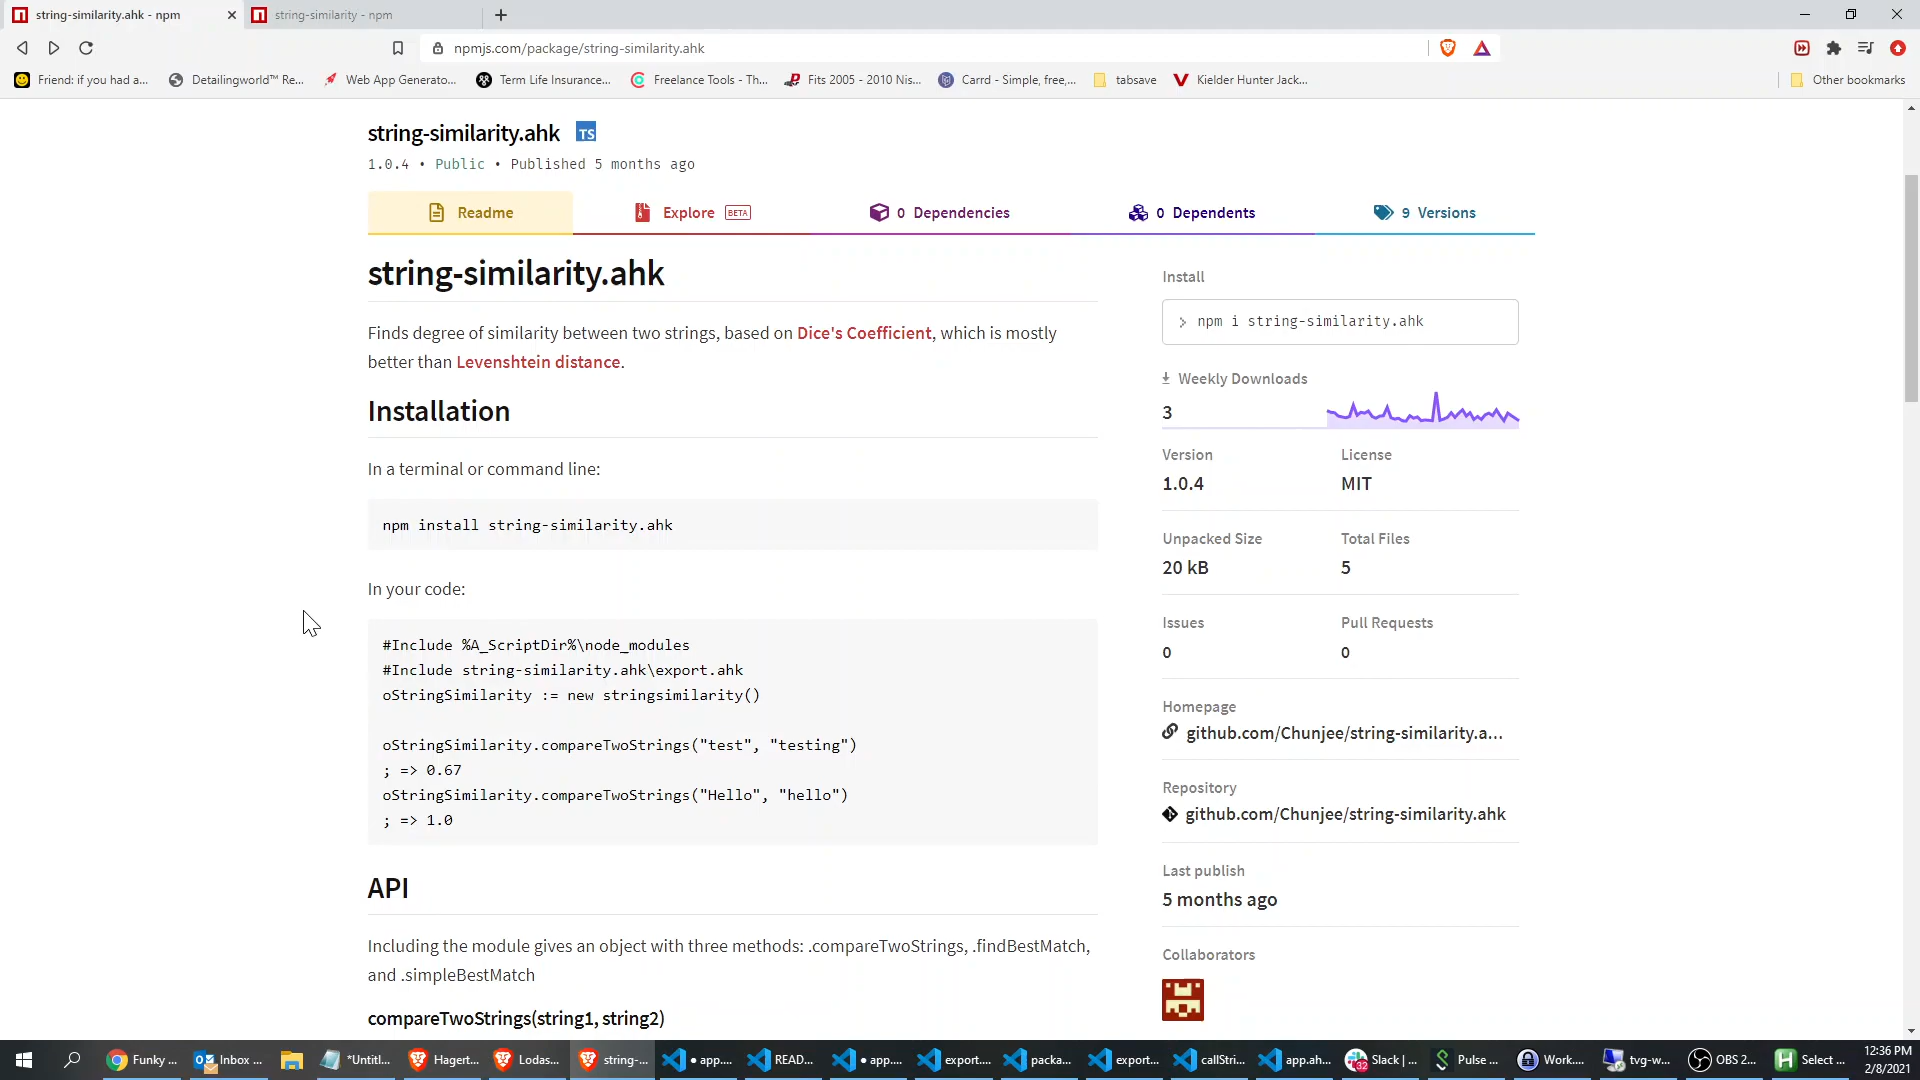 string-similarity.ahk - npm
string-similarity - npm
npmjs.com/package/string-similarity.ahk
Friend: if you had a...
Detailingworld™ Re...
Web App Generato...
Term Life Insurance...
Freelance Tools - Th...
Fits 2005 - 2010 Nis...
Carrd - Simple, free,...
tabsave
Kielder Hunter Jack...
Other bookmarks
string-similarity.ahk TS
1.0.4 • Public • Published 5 months ago
Readme
Explore BETA
0 Dependencies
0 Dependents
9 Versions
string-similarity.ahk
Finds degree of similarity between two strings, based on Dice's Coefficient, which is mostly
better than Levenshtein distance.
Installation
In a terminal or command line:
npm install string-similarity.ahk
In your code:
#Include %A_ScriptDir%\node_modules
#Include string-similarity.ahk\export.ahk
oStringSimilarity := new stringsimilarity()
oStringSimilarity.compareTwoStrings("test", "testing")
; => 0.67
oStringSimilarity.compareTwoStrings("Hello", "hello")
; => 1.0
API
Including the module gives an object with three methods: .compareTwoStrings, .findBestMatch,
and .simpleBestMatch
compareTwoStrings(string1, string2)
Install
> npm i string-similarity.ahk
Weekly Downloads
3
Version
License
1.0.4
MIT
Unpacked Size
Total Files
20 kB
5
Issues
Pull Requests
0
0
Homepage
github.com/Chunjee/string-similarity.a...
Repository
github.com/Chunjee/string-similarity.ahk
Last publish
5 months ago
Collaborators
Funky ...
Inbox ...
*Untitl...
Hagert...
Lodas...
string-...
● app....
READ...
● app....
export....
packa...
export...
callStri...
app.ah...
Slack | ...
32
Pulse ...
Work....
tvg-w...
OBS 2...
Select ...
12:36 PM
2/8/2021